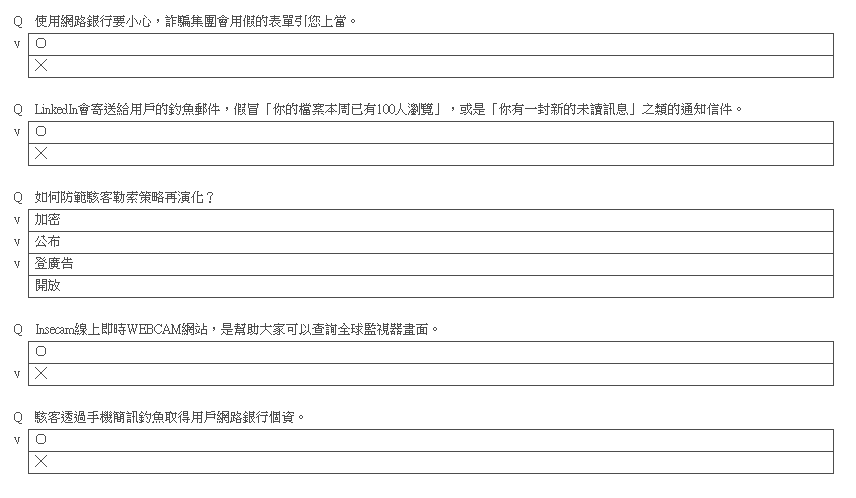 Q 使用網路銀行要小心，詐騙集團會用假的表單引您上當。
v ○
╳
Q LinkedIn會寄送給用戶的釣魚郵件，假冒「你的檔案本周已有100人瀏覽」，或是「你有一封新的未讀訊息」之類的通知信件。
v ○
╳
Q 如何防範駭客勒索策略再演化？
v 加密
v 公布
v 登廣告
開放
Q Insecam線上即時WEBCAM網站，是幫助大家可以查詢全球監視器畫面。
○
v ╳
Q 駭客透過手機簡訊釣魚取得用戶網路銀行個資。
v ○
╳